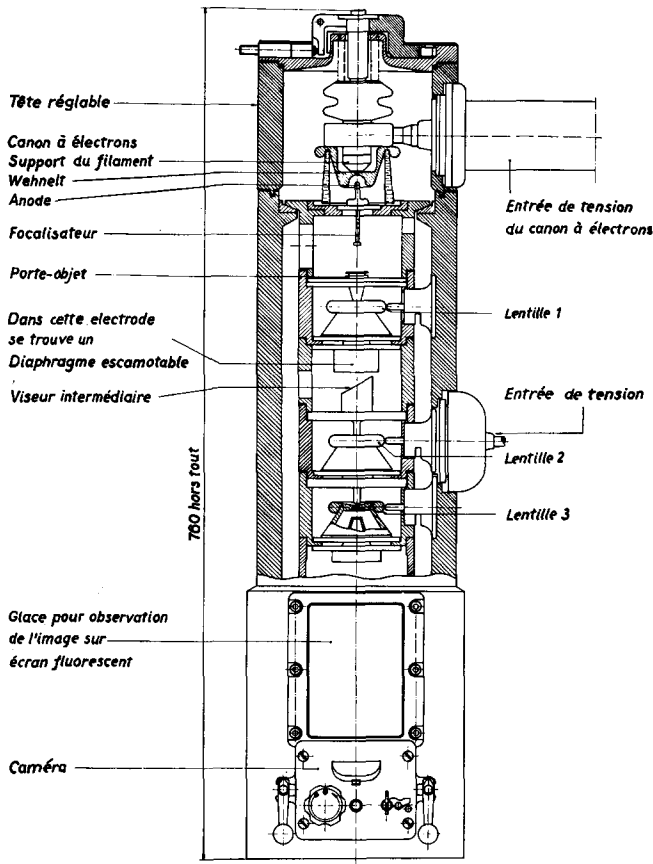 Tête réglable
Canon à électrons
Support du filament
Wehnelt
Anode
Focalisateur
Porte-objet
Dans cette electrode
se trouve un
Diaphragme escamotable
Viseur intermédiaire
760 hors tout
Glace pour observation
de l'image sur
écran fluorescent
Caméra
Entrée de tension
du canon à électrons
Lentille 1
Entrée de tension
Lentille 2
Lentille 3